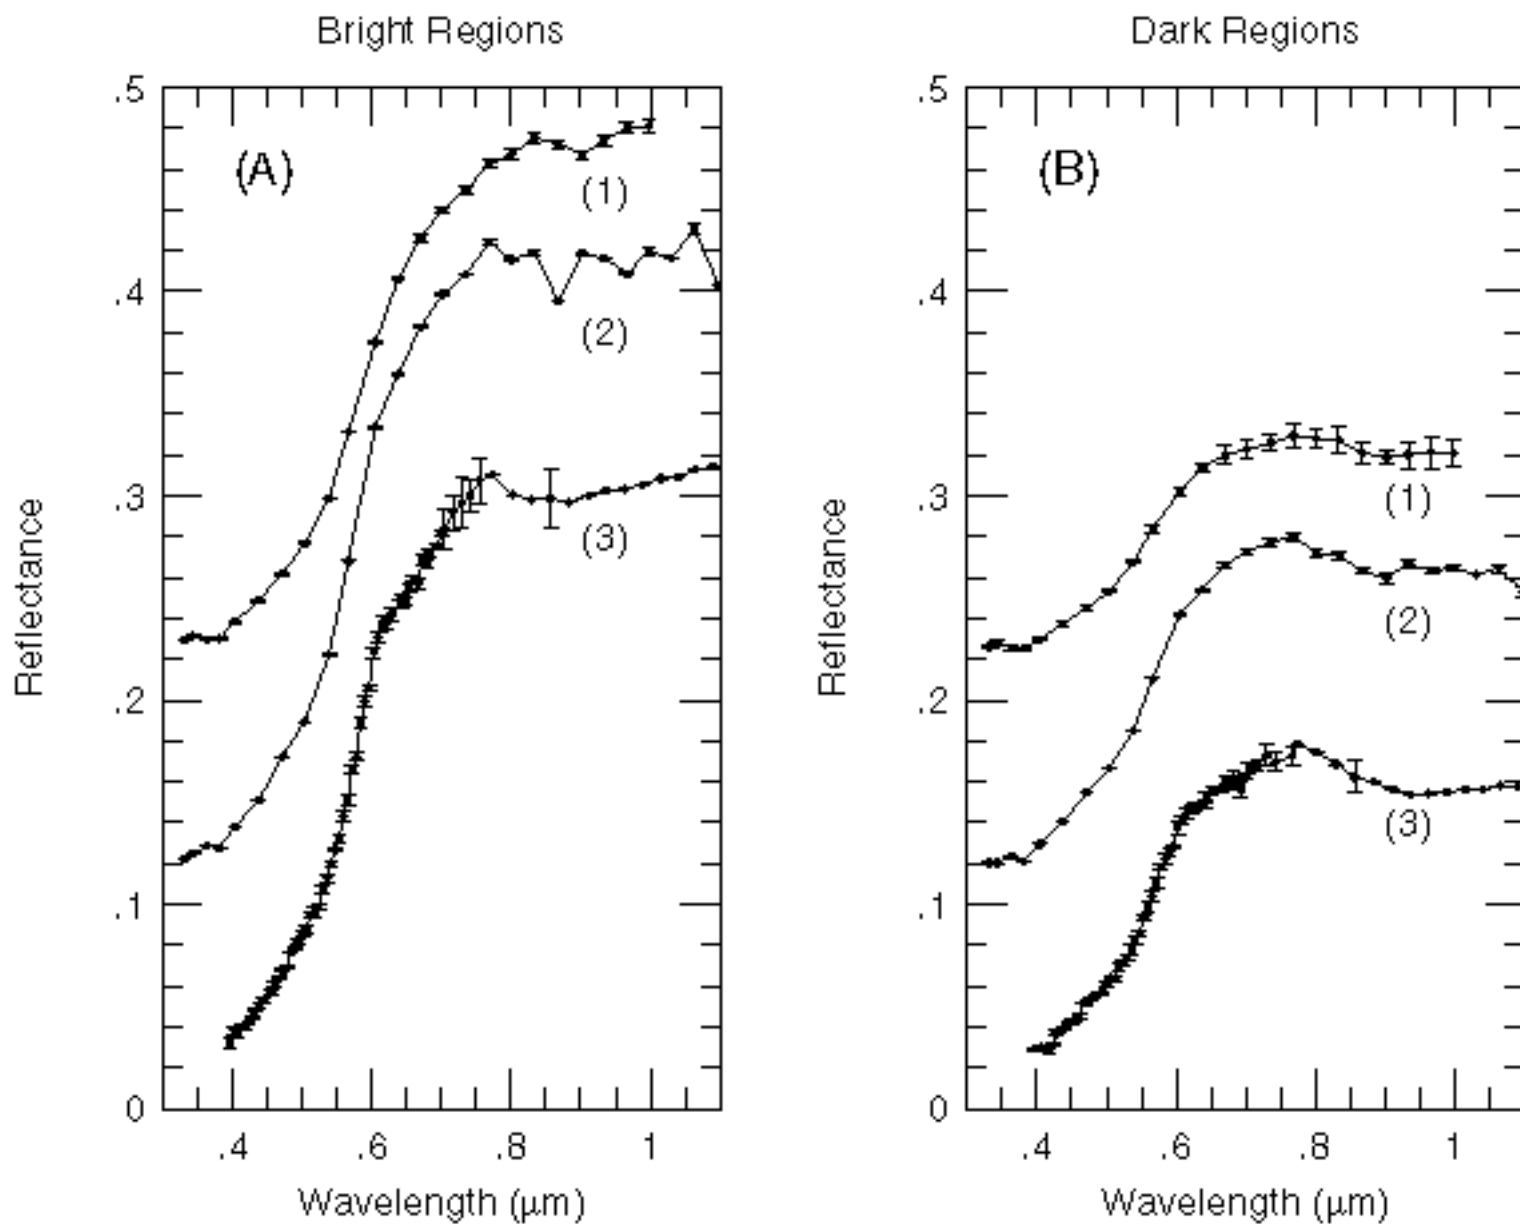 Bright Regions
Dark Regions
.5
.4
.3
.2
.1
0
(A)
(1)
(2)
(3)
.4 .6 .8 1
Wavelength (μm)
Reflectance
.5
.4
.3
.2
.1
0
(B)
(1)
(2)
(3)
.4 .6 .8 1
Wavelength (μm)
Reflectance